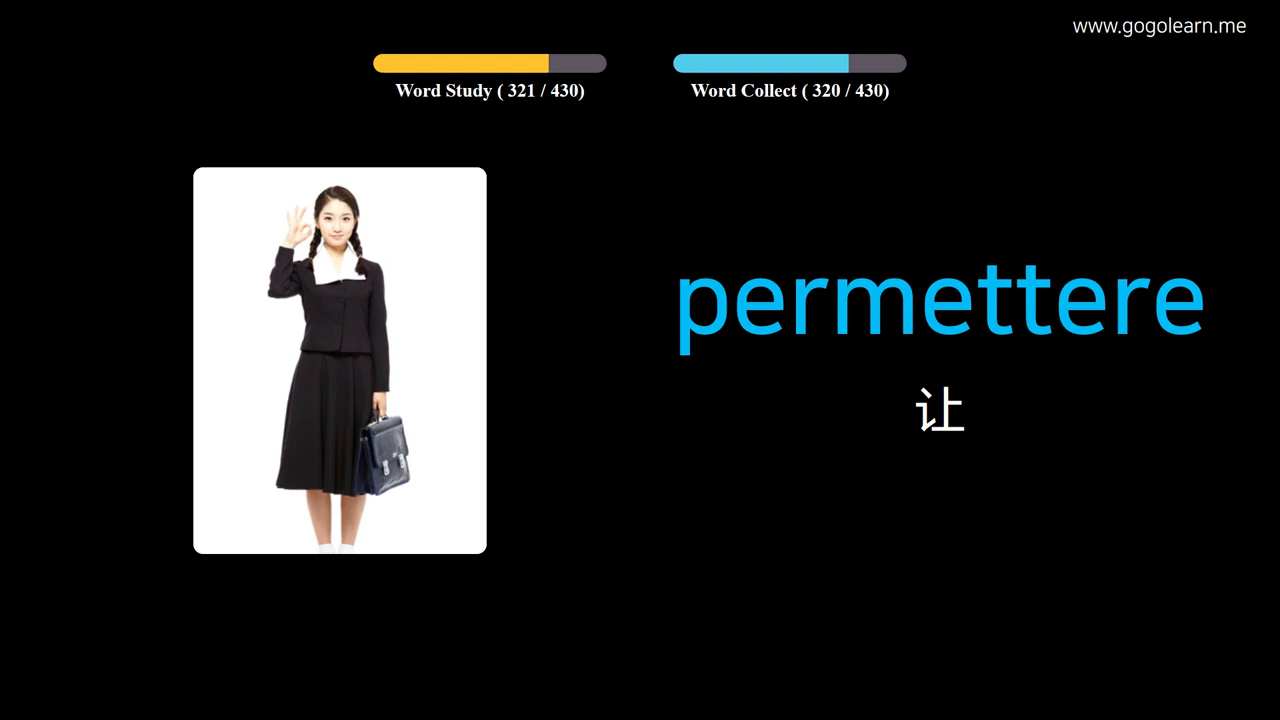 www.gogolearn.me
Word Study ( 321 / 430)
Word Collect ( 320 / 430)
permettere
让